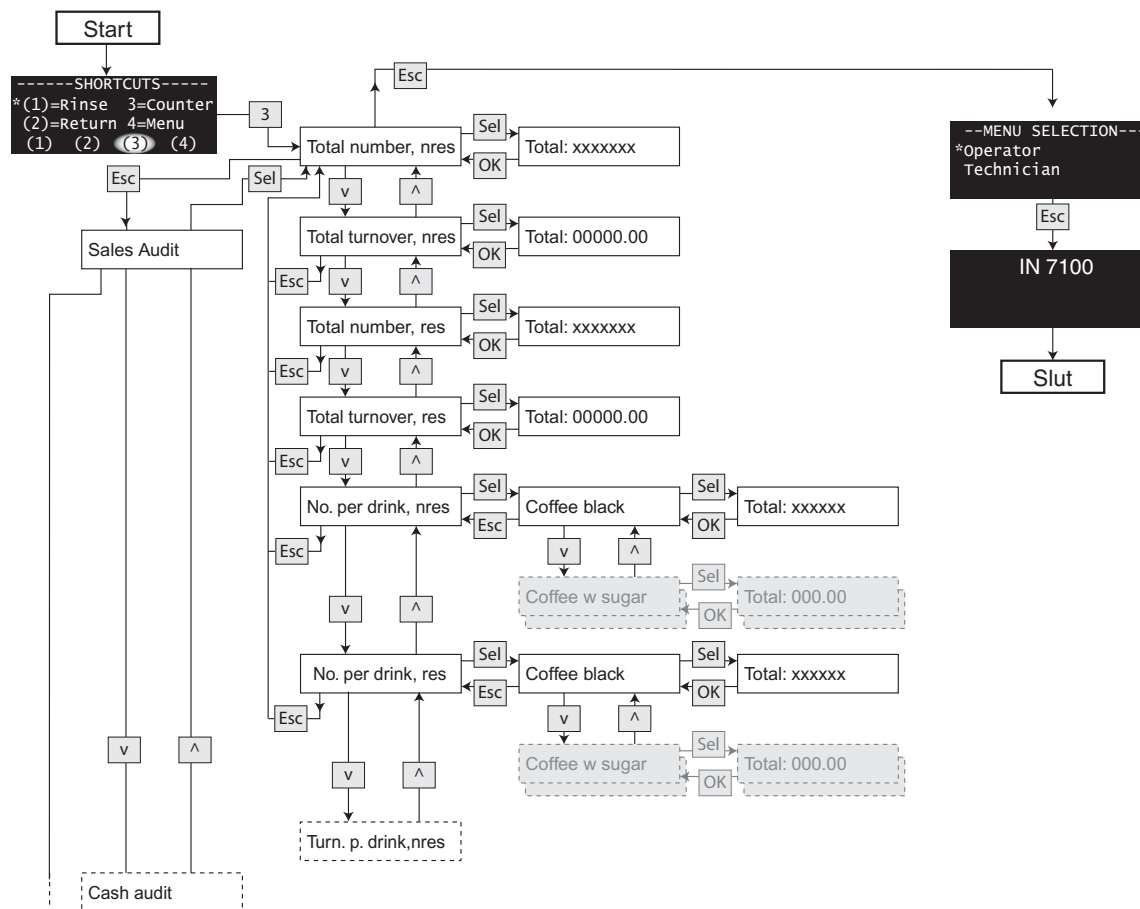 Start
------SHORTCUTS-----
*(1)=Rinse 3=Counter
(2)=Return 4=Menu
(1) (2) (3) (4)
3
Esc
--MENU SELECTION---
*Operator
Technician
Esc
IN 7100
Slut
Total number, nres
Sel
OK
Total: xxxxxxx
Esc
Sel
v
^
Sales Audit
Total turnover, nres
Sel
OK
Total: 00000.00
Esc
v
^
Total number, res
Sel
OK
Total: xxxxxxx
Esc
v
^
Total turnover, res
Sel
OK
Total: 00000.00
Esc
v
^
No. per drink, nres
Sel
Esc
Coffee black
Sel
OK
Total: xxxxxx
Esc
v
^
Coffee w sugar
Sel
OK
Total: 000.00
v
^
No. per drink, res
Sel
Esc
Coffee black
Sel
OK
Total: xxxxxx
Esc
v
^
Coffee w sugar
Sel
OK
Total: 000.00
v
^
v
^
Turn. p. drink,nres
Cash audit